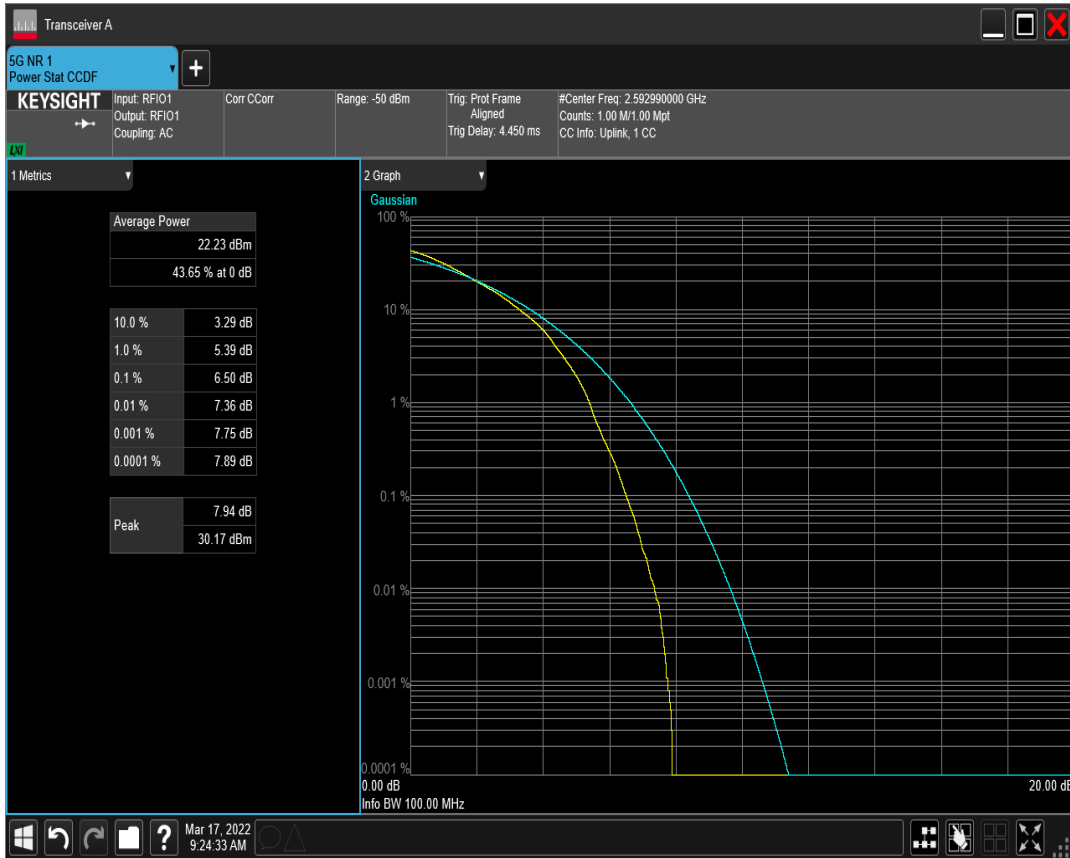 Transceiver A
5G NR 1
Power Stat CCDF
+
KEYSIGHT
LXI
Input: RFIO1
Output: RFIO1
Coupling: AC
Corr CCorr
Range: -50 dBm
Trig: Prot Frame
Aligned
Trig Delay: 4.450 ms
#Center Freq: 2.592990000 GHz
Counts: 1.00 M/1.00 Mpt
CC Info: Uplink, 1 CC
1 Metrics
Average Power
22.23 dBm
43.65 % at 0 dB
10.0 % 3.29 dB
1.0 % 5.39 dB
0.1 % 6.50 dB
0.01 % 7.36 dB
0.001 % 7.75 dB
0.0001 % 7.89 dB
Peak 7.94 dB
30.17 dBm
2 Graph
Gaussian
100 %
10 %
1 %
0.1 %
0.01 %
0.001 %
0.0001 %
0.00 dB 20.00 dB
Info BW 100.00 MHz
?
Mar 17, 2022
9:24:33 AM